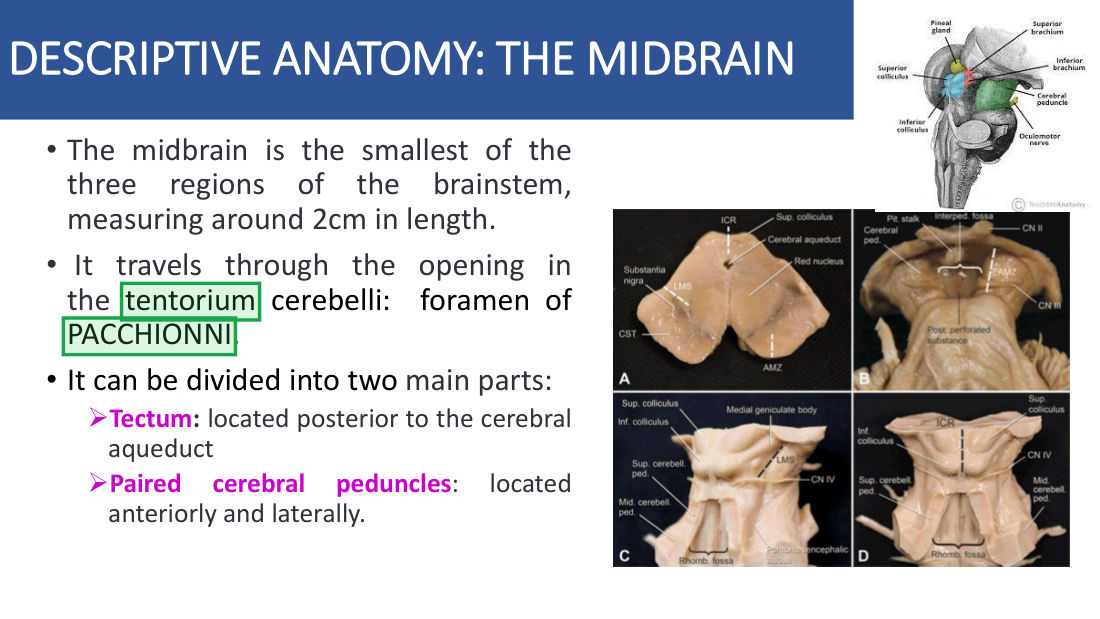 DESCRIPTIVE ANATOMY: THE MIDBRAIN
• The midbrain is the smallest of the
three regions of the brainstem,
measuring around 2cm in length.
• It travels through the opening in
the tentorium cerebelli: foramen of
PACCHIONNI.
• It can be divided into two main parts:
➢Tectum: located posterior to the cerebral
aqueduct
➢Paired cerebral peduncles: located
anteriorly and laterally.
Pineal
gland
Superior
brachium
Superior
colliculus
Inferior
brachium
Cerebral
peduncle
Inferior
colliculus
Oculomotor
nerve
© TeachMeAnatomy
ICR
Sup. colliculus
Cerebral aqueduct
Red nucleus
Substantia
nigra
LMS
CST
AMZ
A
Pit. stalk
Interped. fossa
Cerebral
ped.
CN II
AMZ
CN III
Post. perforated
substance
B
Sup. colliculus
Inf. colliculus
Medial geniculate body
LMS
Sup. cerebell.
ped.
CN IV
Mid. cerebell.
ped.
Pontomesencephalic
sulcus
Rhomb. fossa
C
Sup.
colliculus
ICR
Inf.
colliculus
CN IV
Sup. cerebell.
ped.
Mid.
cerebell.
ped.
Rhomb. fossa
D